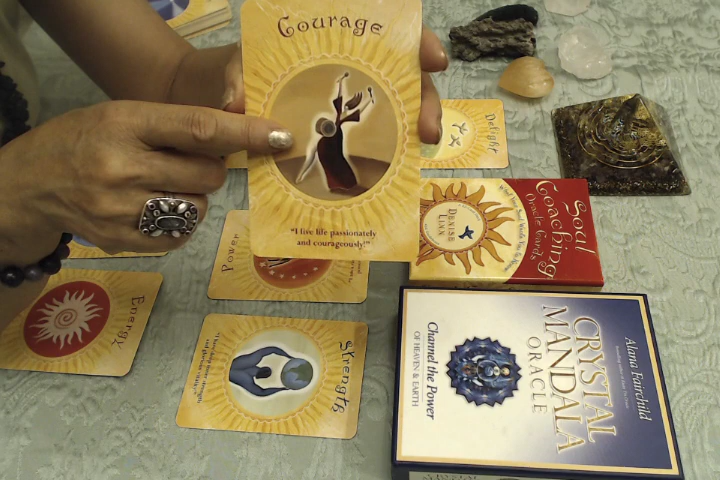 Courage
"I live life passionately
and courageously!"
Delight
Soul
Coaching
Oracle Cards
DENISE
LINN
Power
Energy
Strength
CRYSTAL
MANDALA
ORACLE
Alana Fairchild
Channel the Power
OF HEAVEN & EARTH